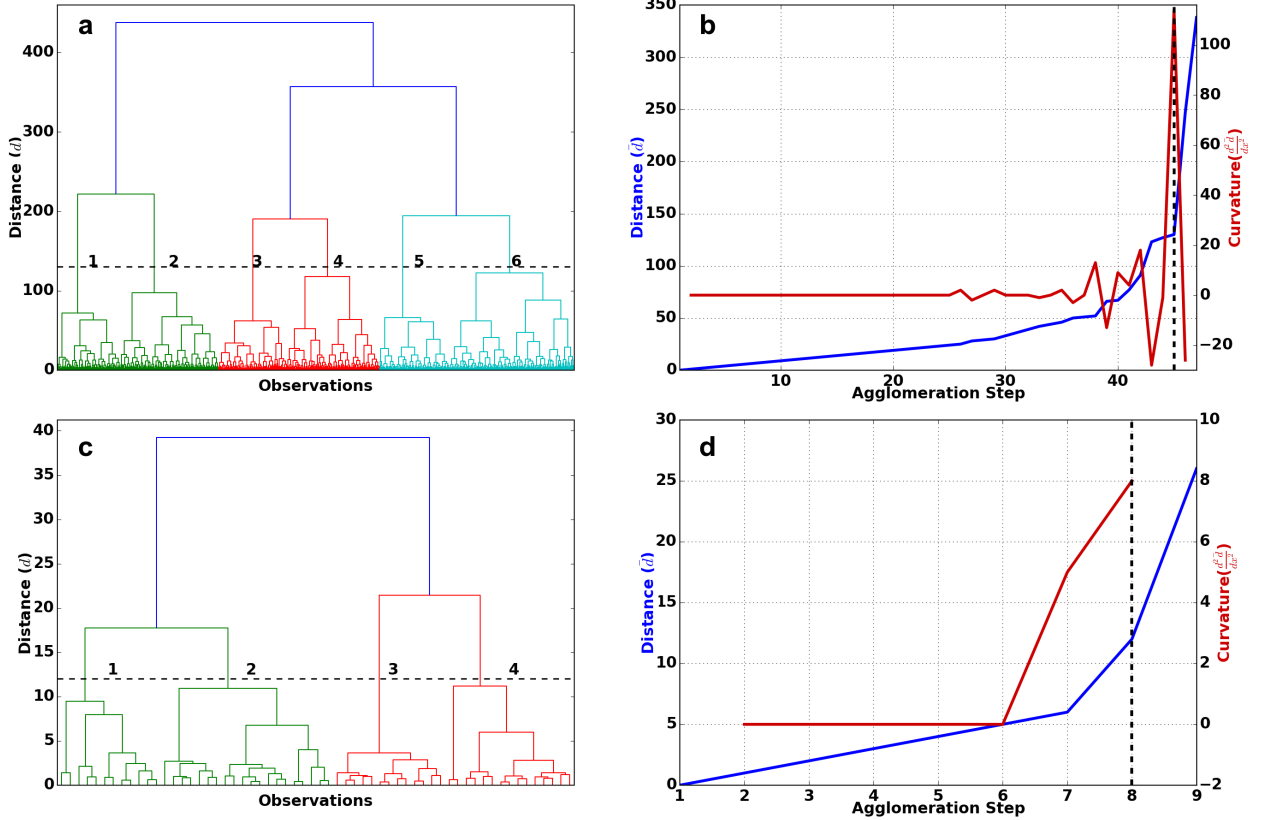 a
400
300
200
100
0
Distance (d)
1 2 3 4 5 6
Observations
b
350
300
250
200
150
100
50
0
Distance (d̄)
10 20 30 40
Agglomeration Step
100
80
60
40
20
0
−20
Curvature(d²d/dx²)
c
40
35
30
25
20
15
10
5
0
Distance (d)
1 2 3 4
Observations
d
30
25
20
15
10
5
0
Distance (d̄)
1 2 3 4 5 6 7 8 9
Agglomeration Step
10
8
6
4
2
0
−2
Curvature(d²d/dx²)